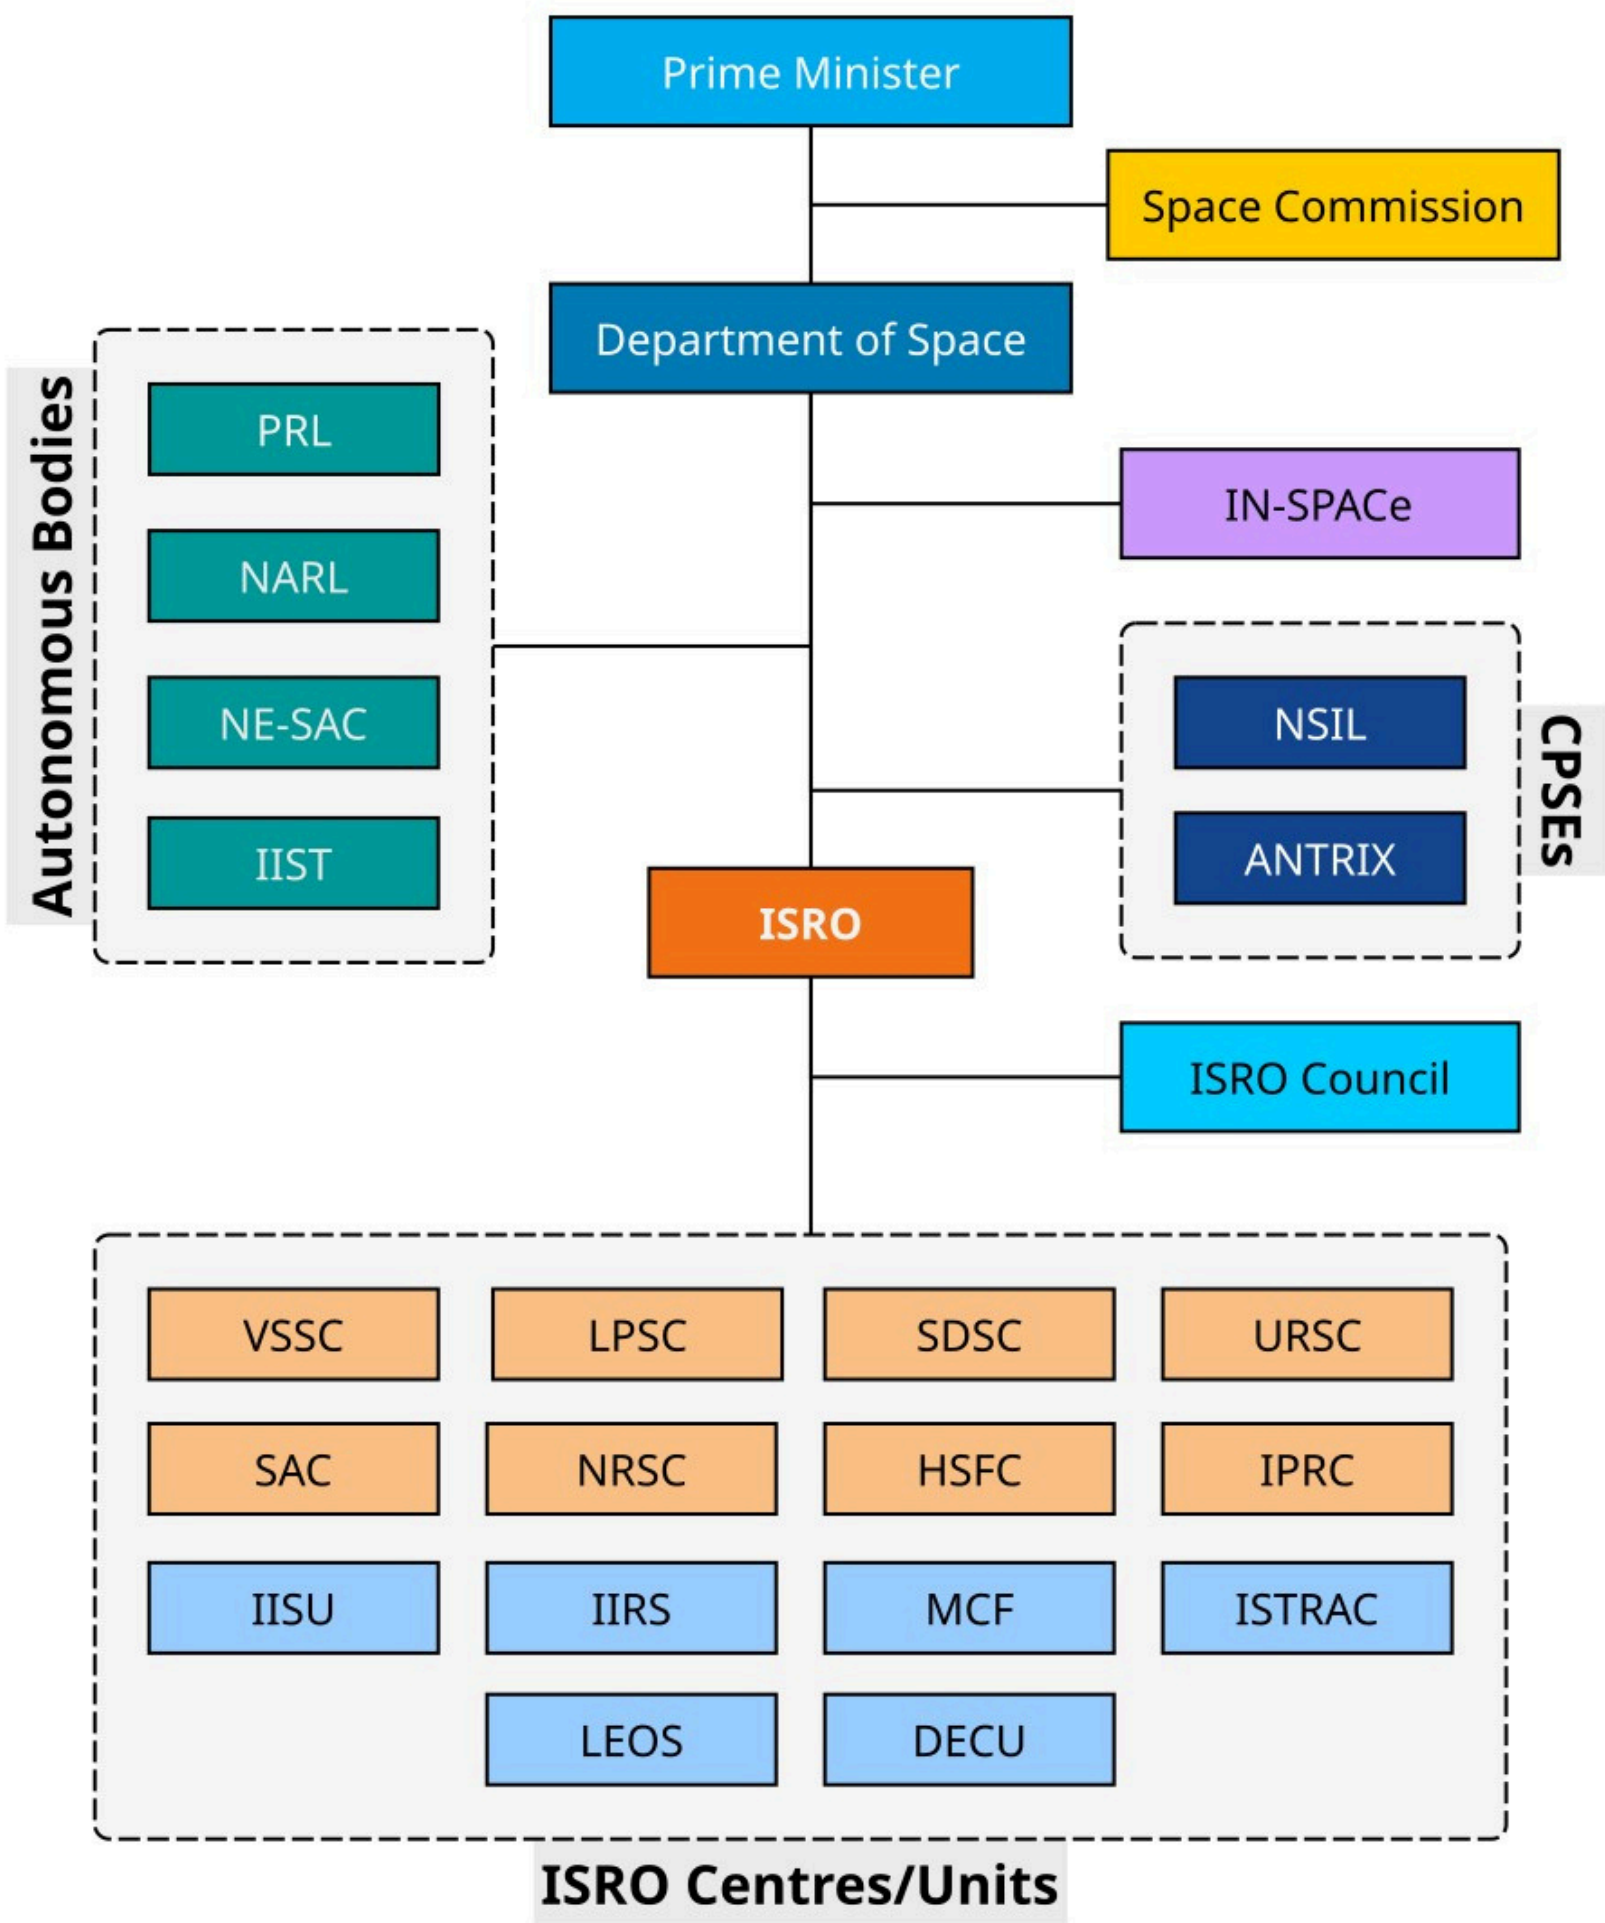 Prime Minister
Space Commission
Department of Space
Autonomous Bodies
PRL
NARL
NE-SAC
IIST
IN-SPACe
CPSEs
NSIL
ANTRIX
ISRO
ISRO Council
VSSC
LPSC
SDSC
URSC
SAC
NRSC
HSFC
IPRC
IISU
IIRS
MCF
ISTRAC
LEOS
DECU
ISRO Centres/Units